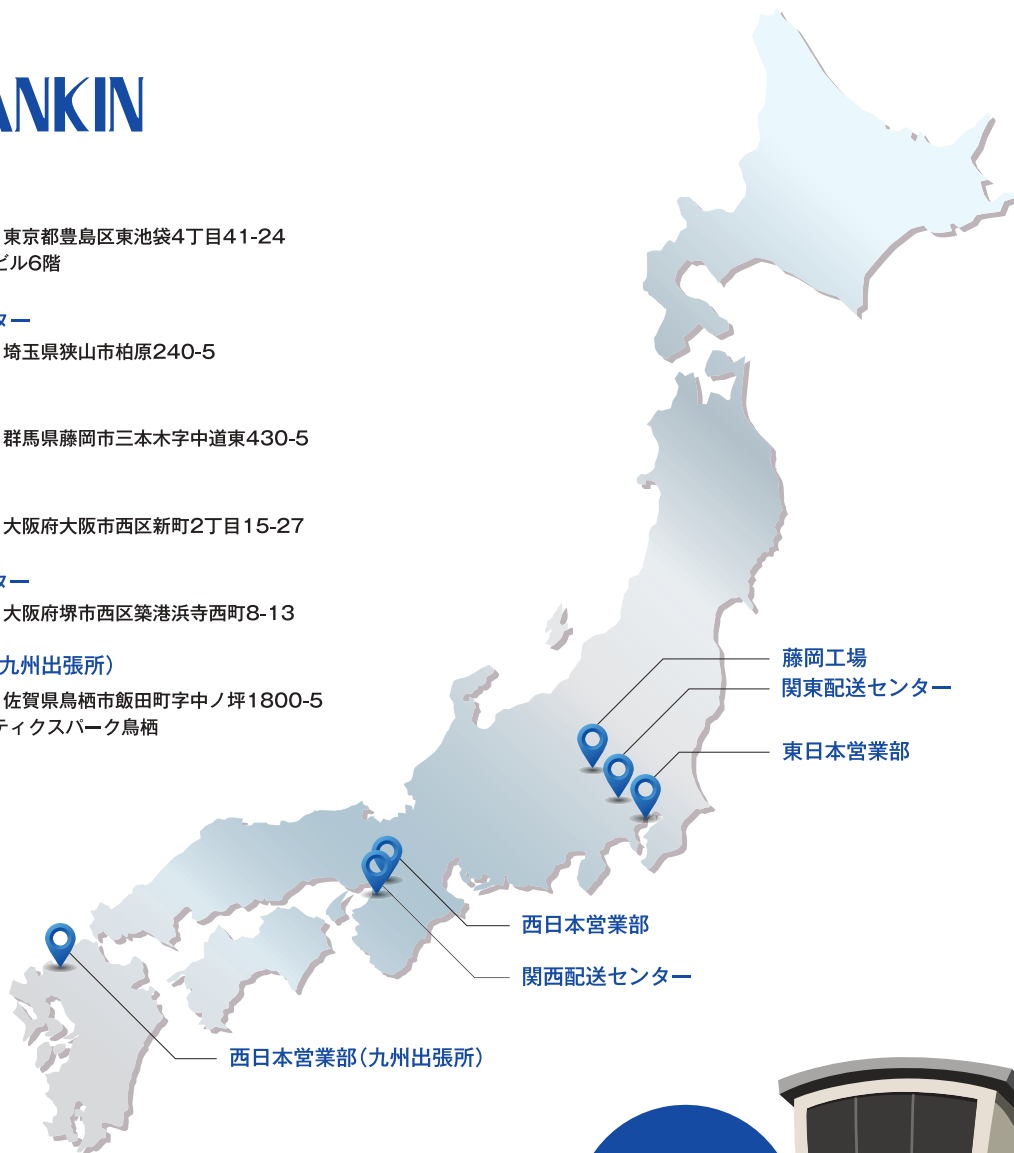 ANKIN
東京都豊島区東池袋4丁目41-24
ビル6階
ター
埼玉県狭山市柏原240-5
群馬県藤岡市三本木字中道東430-5
大阪府大阪市西区新町2丁目15-27
ター
大阪府堺市西区築港浜寺西町8-13
九州出張所）
佐賀県鳥栖市飯田町字中ノ坪1800-5
ティクスパーク鳥栖
藤岡工場
関東配送センター
東日本営業部
西日本営業部
関西配送センター
西日本営業部（九州出張所）